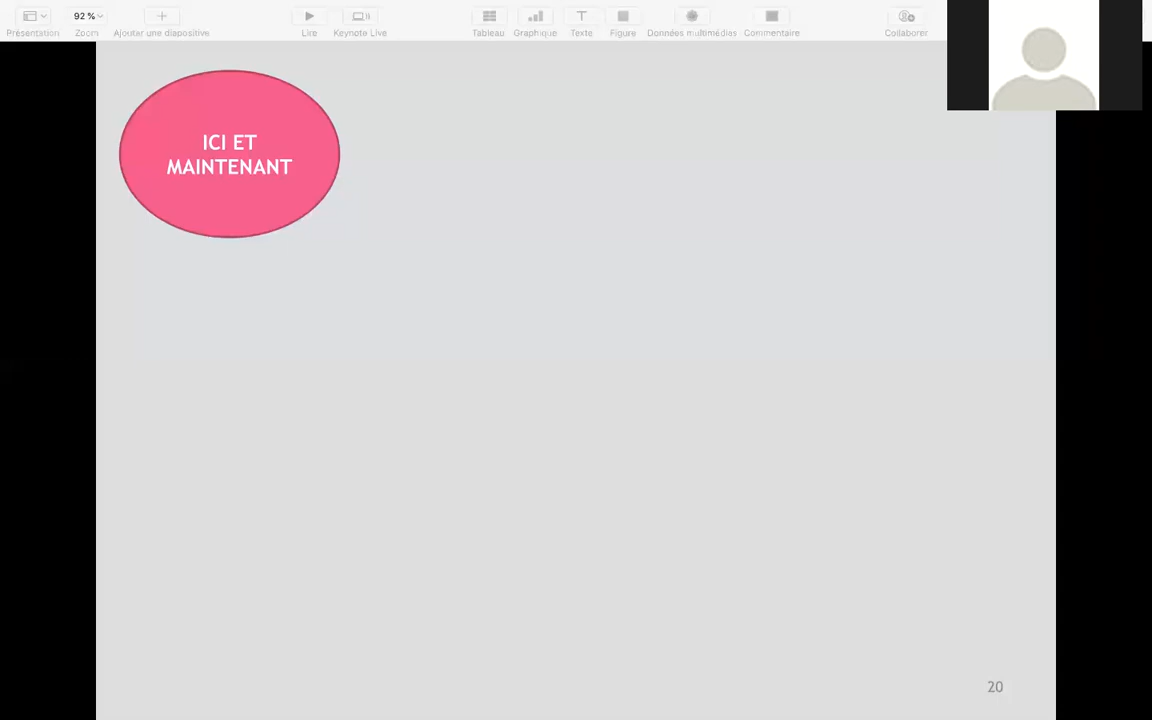 92 %
Présentation Zoom Ajouter une diapositive Lire Keynote Live Tableau Graphique Texte Figure Données multimédias Commentaire Collaborer
ICI ET
MAINTENANT
20